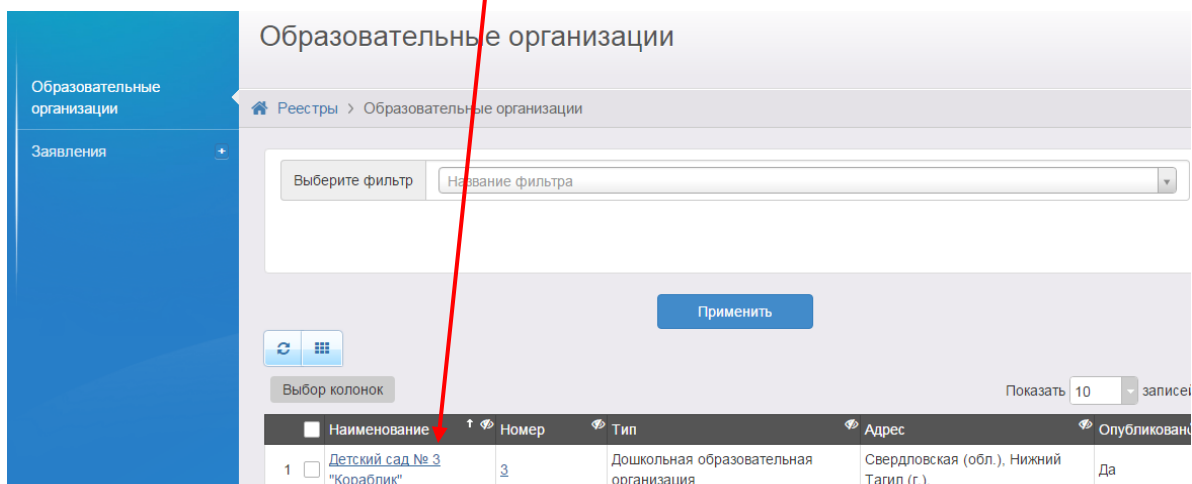 Образовательные организации
Образовательные
организации
Заявления
Реестры > Образовательные организации
Выберите фильтр Название фильтра
Применить
Выбор колонок
Показать 10 записей
Наименование Номер Тип Адрес Опубликовано
1 Детский сад № 3 3 Дошкольная образовательная Свердловская (обл.), Нижний Да
"Кораблик" организация Тагил (г.)